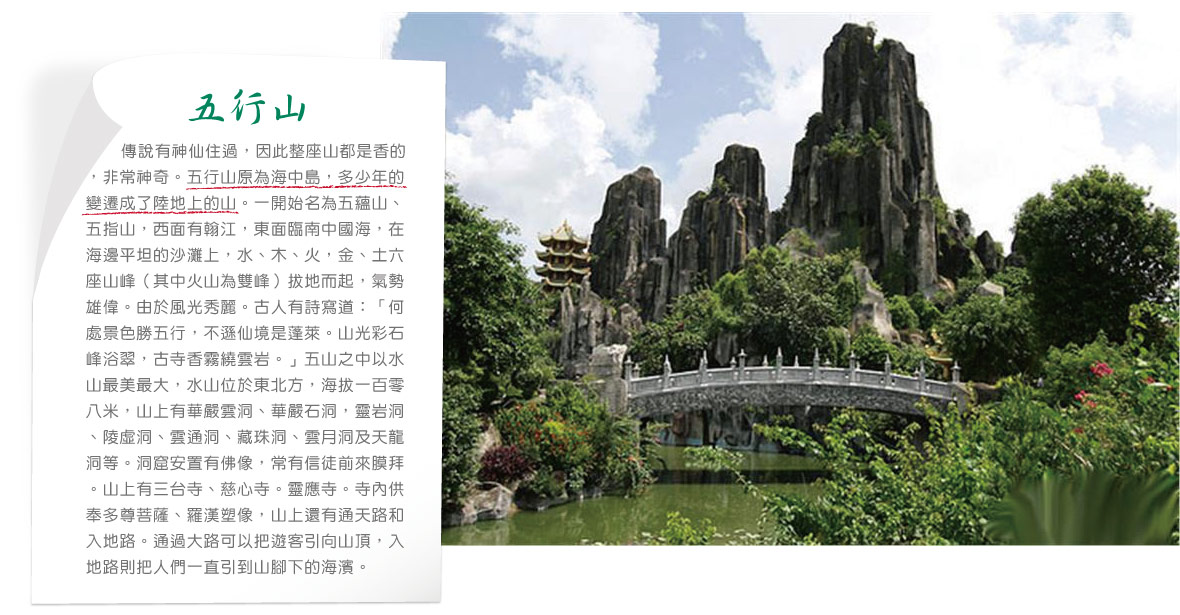 五行山
傳說有神仙住過，因此整座山都是香的
，非常神奇。五行山原為海中島，多少年的
變遷成了陸地上的山。一開始名為五蘊山、
五指山，西面有翰江，東面臨南中國海，在
海邊平坦的沙灘上，水、木、火，金、土六
座山峰（其中火山為雙峰）拔地而起，氣勢
雄偉。由於風光秀麗。古人有詩寫道：「何
處景色勝五行，不遜仙境是蓬萊。山光彩石
峰浴翠，古寺香霧繞雲岩。」五山之中以水
山最美最大，水山位於東北方，海拔一百零
八米，山上有華嚴雲洞、華嚴石洞，靈岩洞
、陵虛洞、雲通洞、藏珠洞、雲月洞及天龍
洞等。洞窟安置有佛像，常有信徒前來膜拜
。山上有三台寺、慈心寺。靈應寺。寺內供
奉多尊菩薩、羅漢塑像，山上還有通天路和
入地路。通過大路可以把遊客引向山頂，入
地路則把人們一直引到山腳下的海濱。